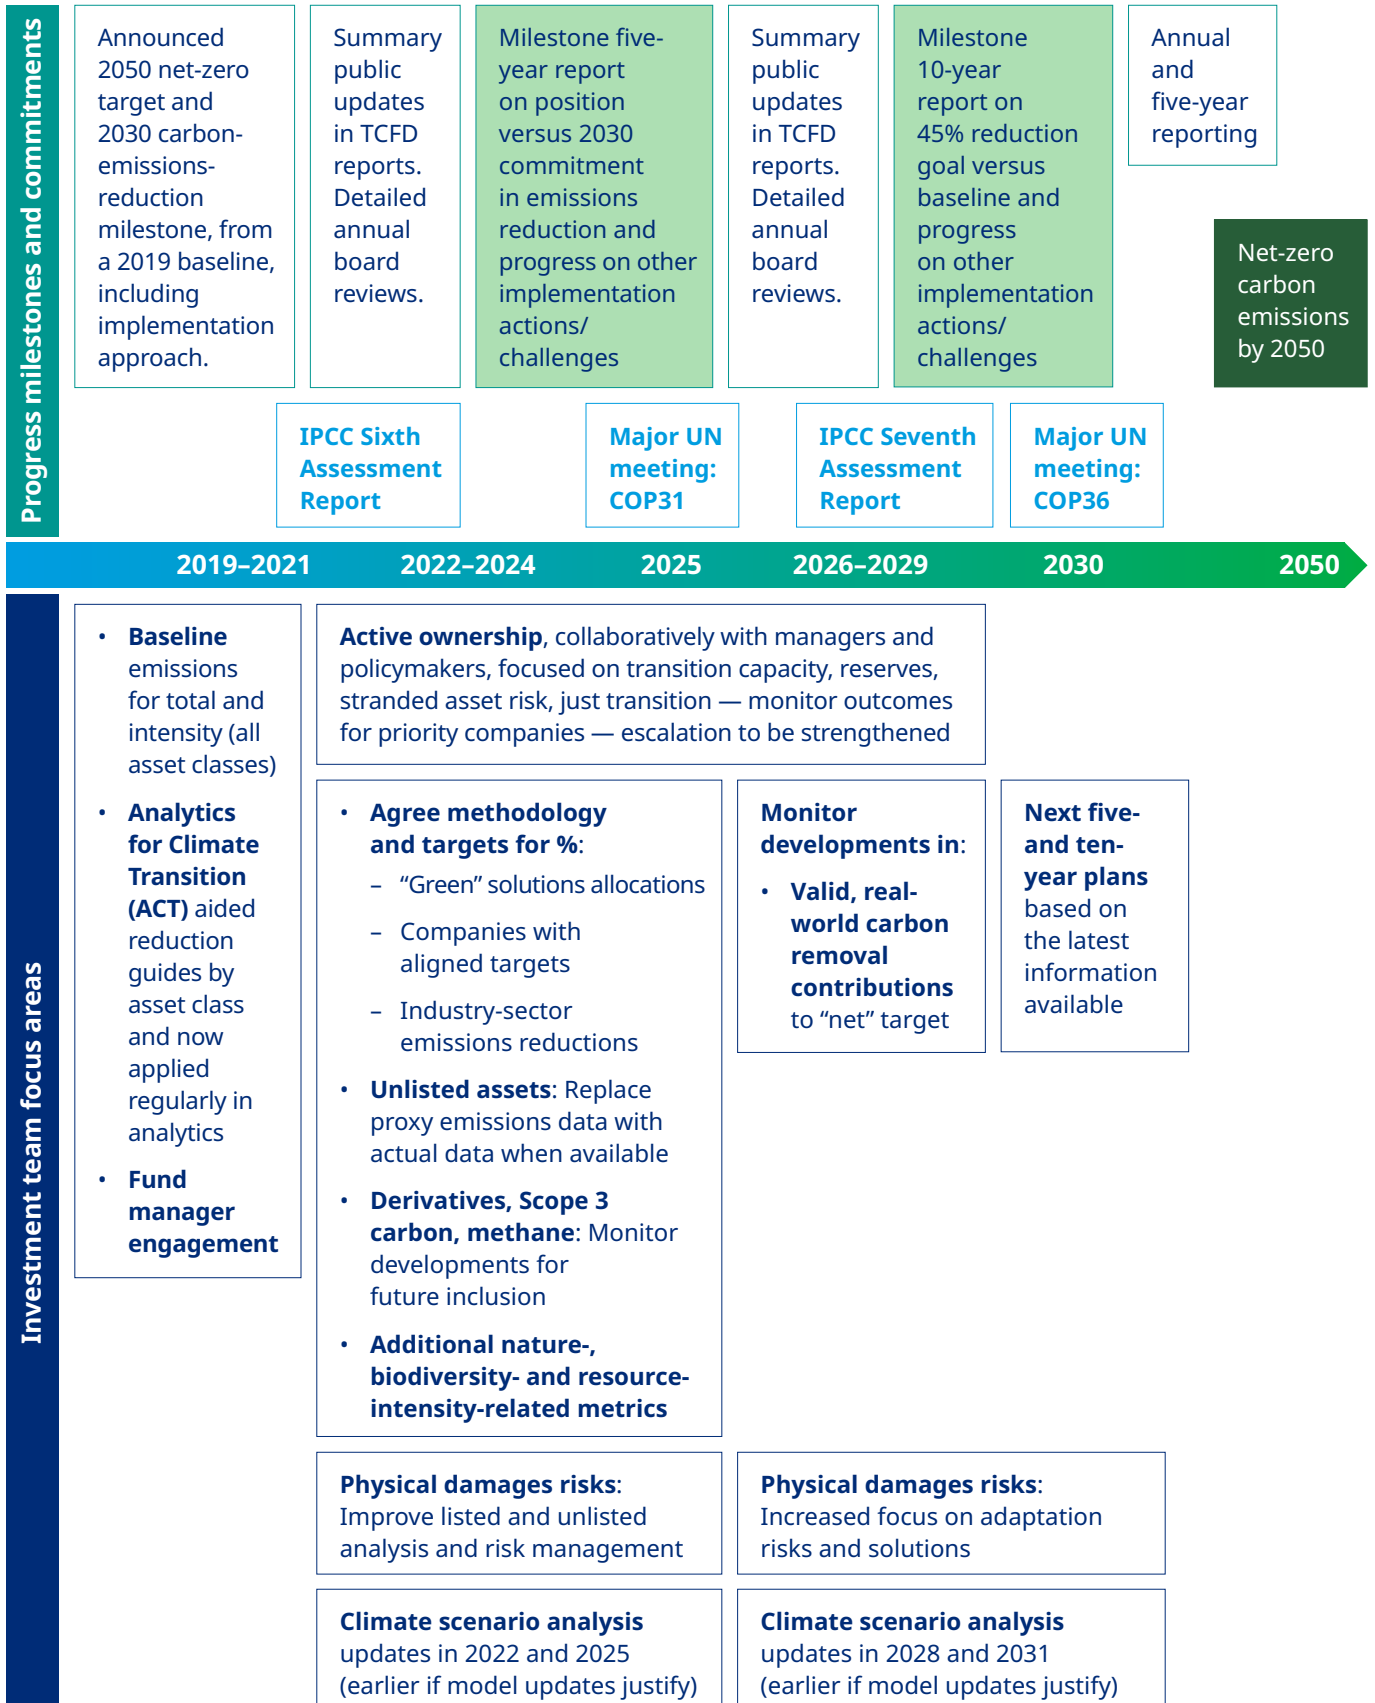 Progress milestones and commitments
Announced
2050 net-zero
target and
2030 carbon-
emissions-
reduction
milestone, from
a 2019 baseline,
including
implementation
approach.
Summary
public
updates
in TCFD
reports.
Detailed
annual
board
reviews.
Milestone five-
year report
on position
versus 2030
commitment
in emissions
reduction and
progress on other
implementation
actions/
challenges
Summary
public
updates
in TCFD
reports.
Detailed
annual
board
reviews.
Milestone
10-year
report on
45% reduction
goal versus
baseline and
progress
on other
implementation
actions/
challenges
Annual
and
five-year
reporting
Net-zero
carbon
emissions
by 2050
IPCC Sixth
Assessment
Report
Major UN
meeting:
COP31
IPCC Seventh
Assessment
Report
Major UN
meeting:
COP36
2019–2021
2022–2024
2025
2026–2029
2030
2050
Investment team focus areas
• Baseline
emissions
for total and
intensity (all
asset classes)
• Analytics
for Climate
Transition
(ACT) aided
reduction
guides by
asset class
and now
applied
regularly in
analytics
• Fund
manager
engagement
Active ownership, collaboratively with managers and
policymakers, focused on transition capacity, reserves,
stranded asset risk, just transition — monitor outcomes
for priority companies — escalation to be strengthened
• Agree methodology
and targets for %:
– “Green” solutions allocations
– Companies with
aligned targets
– Industry-sector
emissions reductions
• Unlisted assets: Replace
proxy emissions data with
actual data when available
• Derivatives, Scope 3
carbon, methane: Monitor
developments for
future inclusion
• Additional nature-,
biodiversity- and resource-
intensity-related metrics
Monitor
developments in:
• Valid, real-
world carbon
removal
contributions
to “net” target
Next five-
and ten-
year plans
based on
the latest
information
available
Physical damages risks:
Improve listed and unlisted
analysis and risk management
Physical damages risks:
Increased focus on adaptation
risks and solutions
Climate scenario analysis
updates in 2022 and 2025
(earlier if model updates justify)
Climate scenario analysis
updates in 2028 and 2031
(earlier if model updates justify)